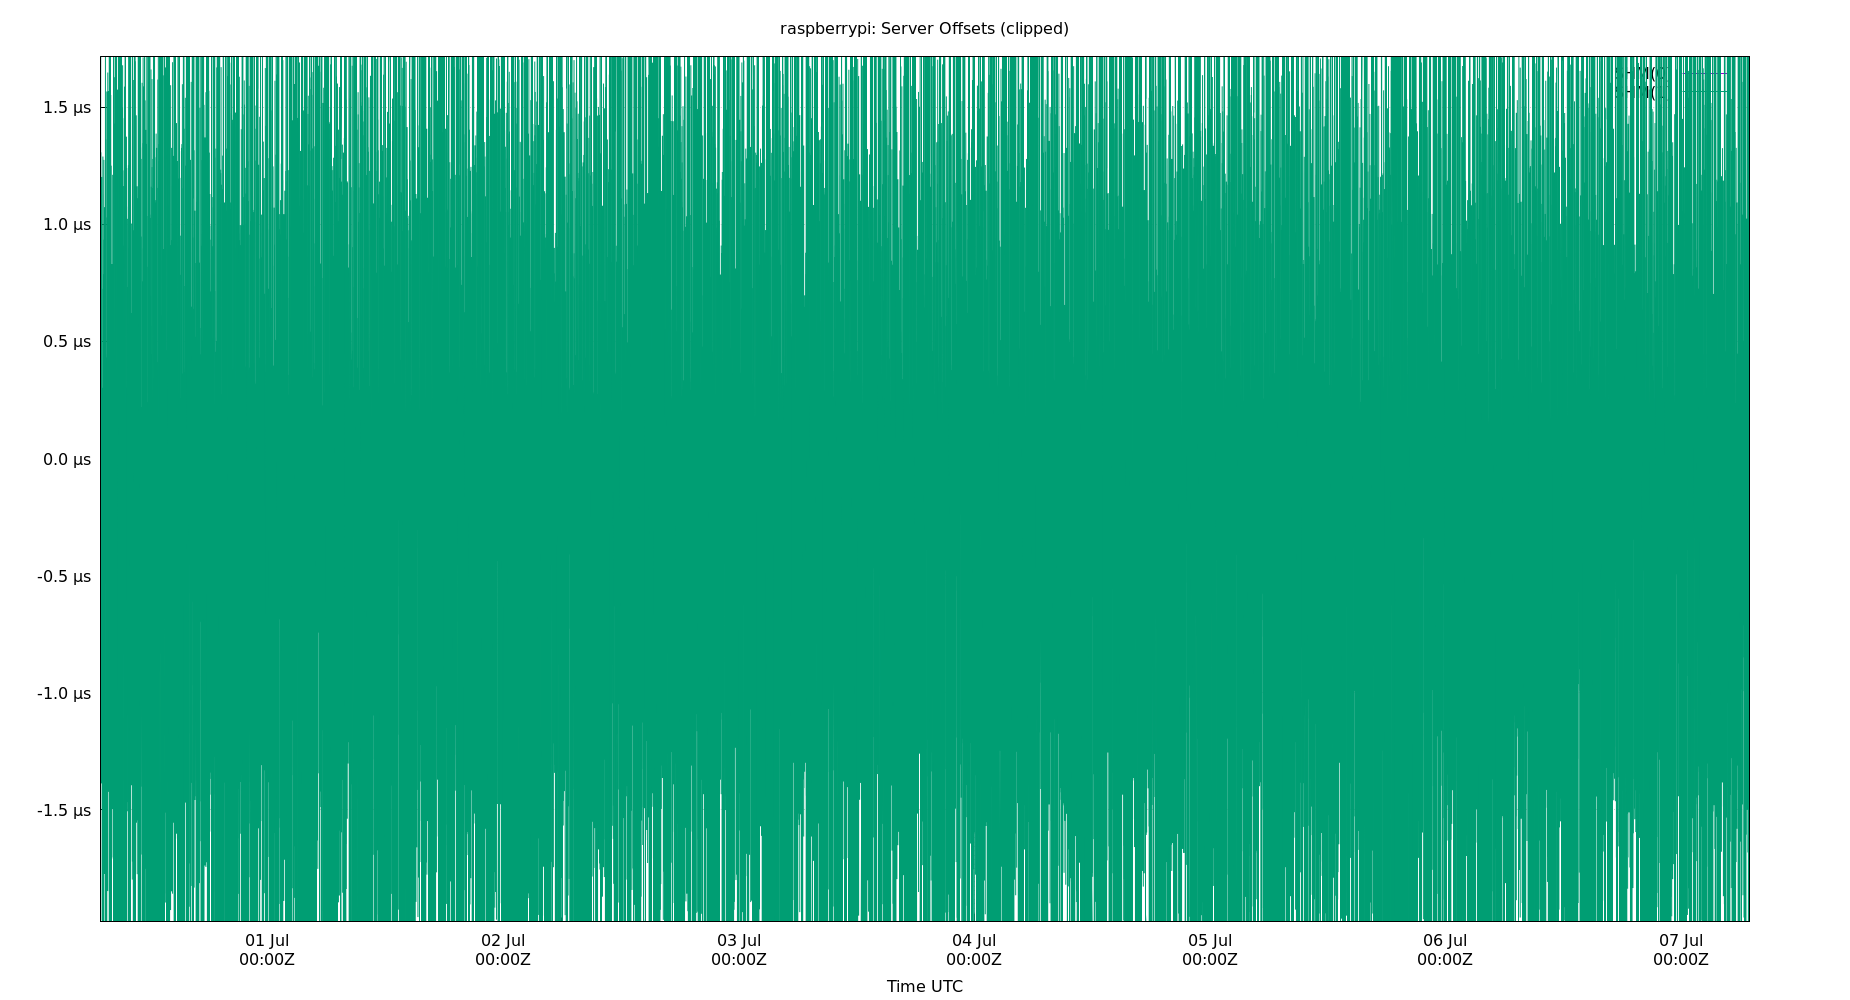 raspberrypi: Server Offsets (clipped)
1.5 µs
1.0 µs
0.5 µs
0.0 µs
-0.5 µs
-1.0 µs
-1.5 µs
01 Jul 02 Jul 03 Jul 04 Jul 05 Jul 06 Jul 07 Jul
00:00Z 00:00Z 00:00Z 00:00Z 00:00Z 00:00Z 00:00Z
Time UTC